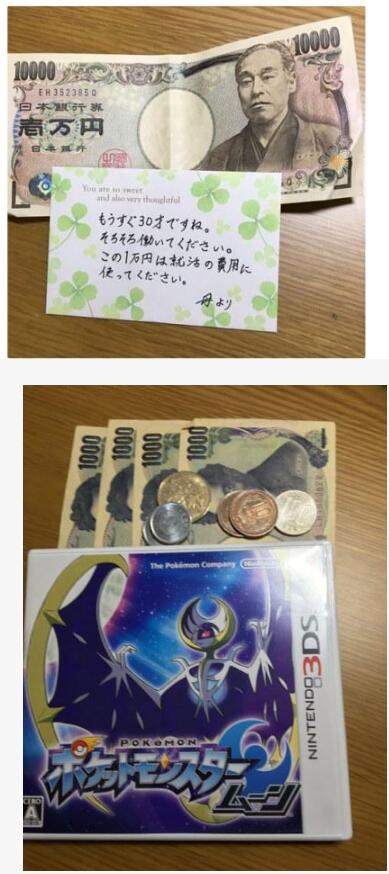 10000
10000
EH352385Q
日本銀行券
壱万円
日本銀行
You are so sweet
and also very thoughtful
もうすぐ30才ですね。
そろそろ働いてください。
この1万円は就活の費用に
使ってください。
母より
1000
1000
1000
1000
The Pokémon Company
Nintendo
NINTENDO 3DS
POKÉMON
ポケットモンスター
ムーン
CERO
A